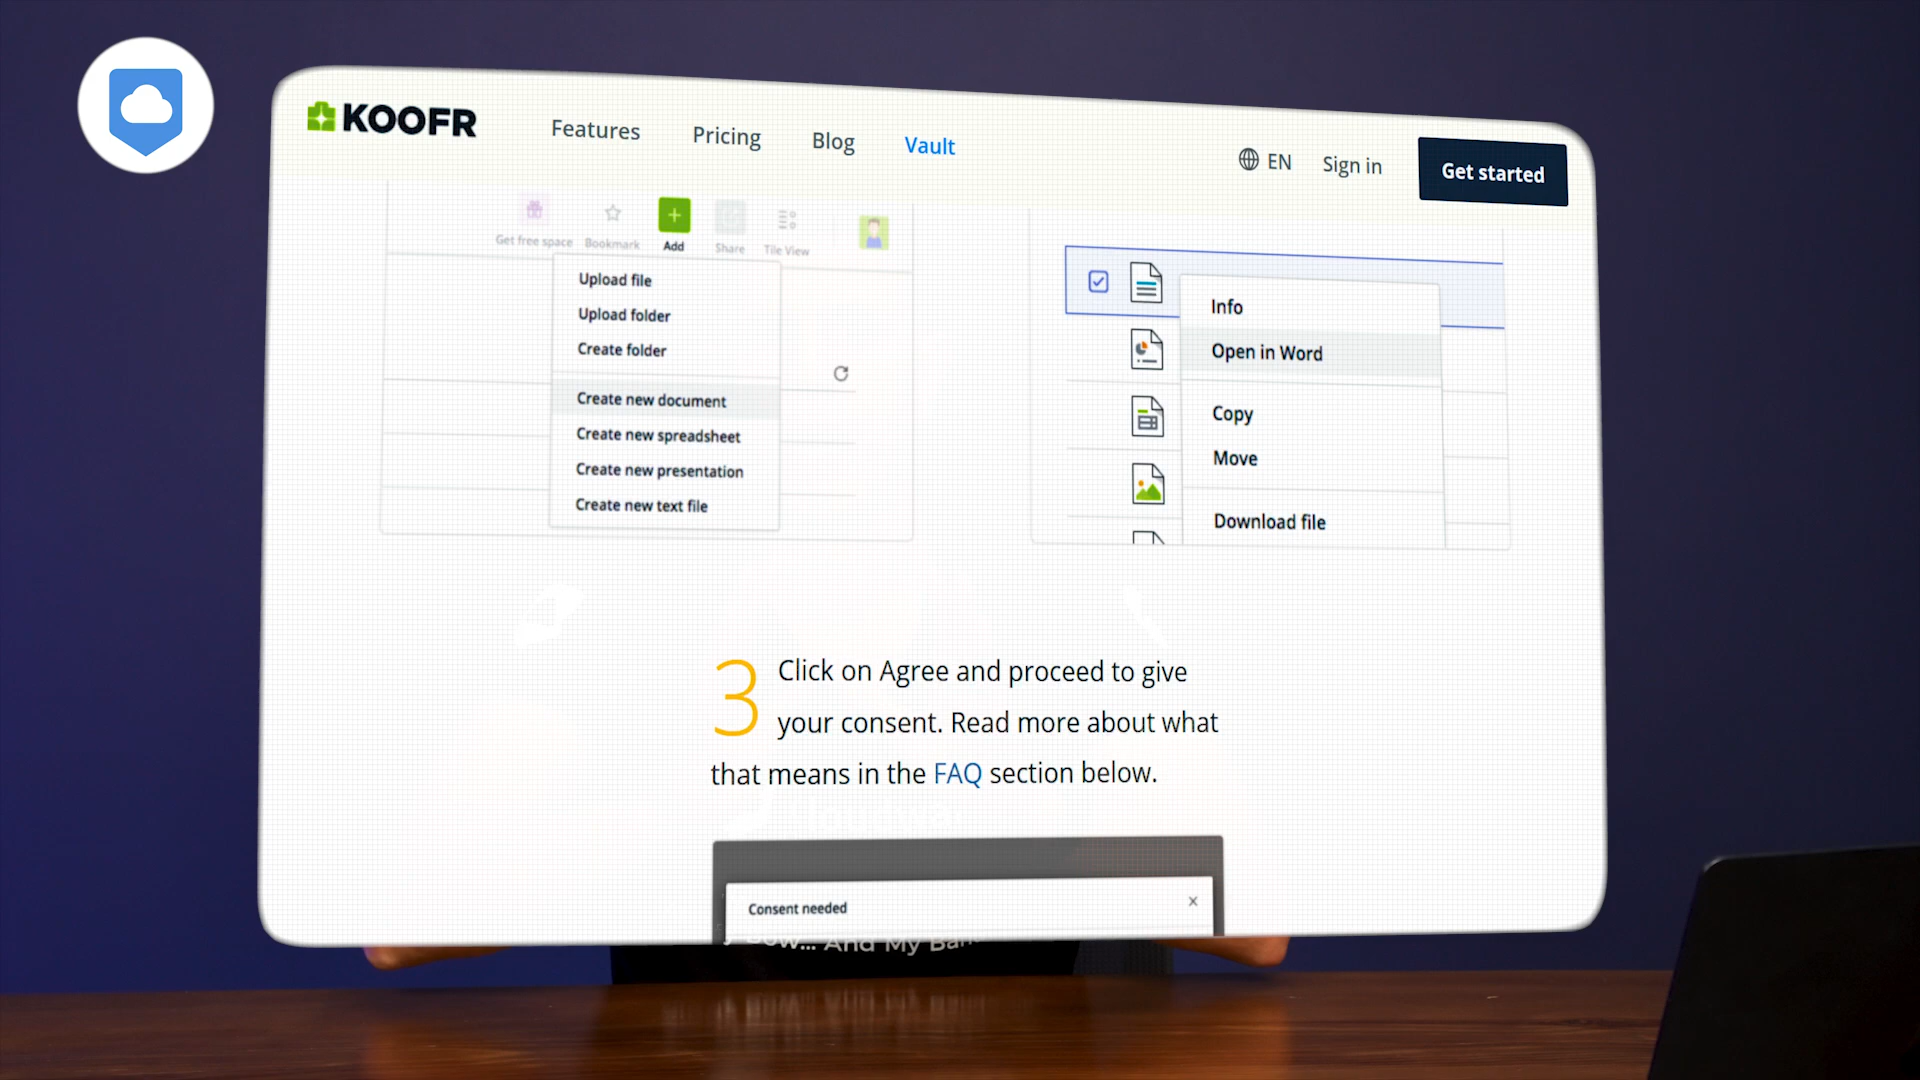 KOOFR
Features
Pricing
Blog
Vault
EN
Sign in
Get started
Get free space
Bookmark
Add
Share
Tile View
Upload file
Upload folder
Create folder
Create new document
Create new spreadsheet
Create new presentation
Create new text file
Info
Open in Word
Copy
Move
Download file
3 Click on Agree and proceed to give
your consent. Read more about what
that means in the FAQ section below.
Consent needed
And My